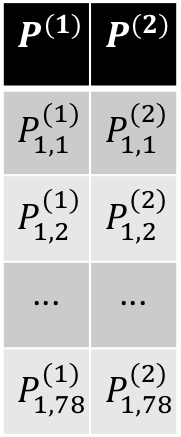 P^(1) P^(2)
P_{1,1}^(1) P_{1,1}^(2)
P_{1,2}^(1) P_{1,2}^(2)
... ...
P_{1,78}^(1) P_{1,78}^(2)